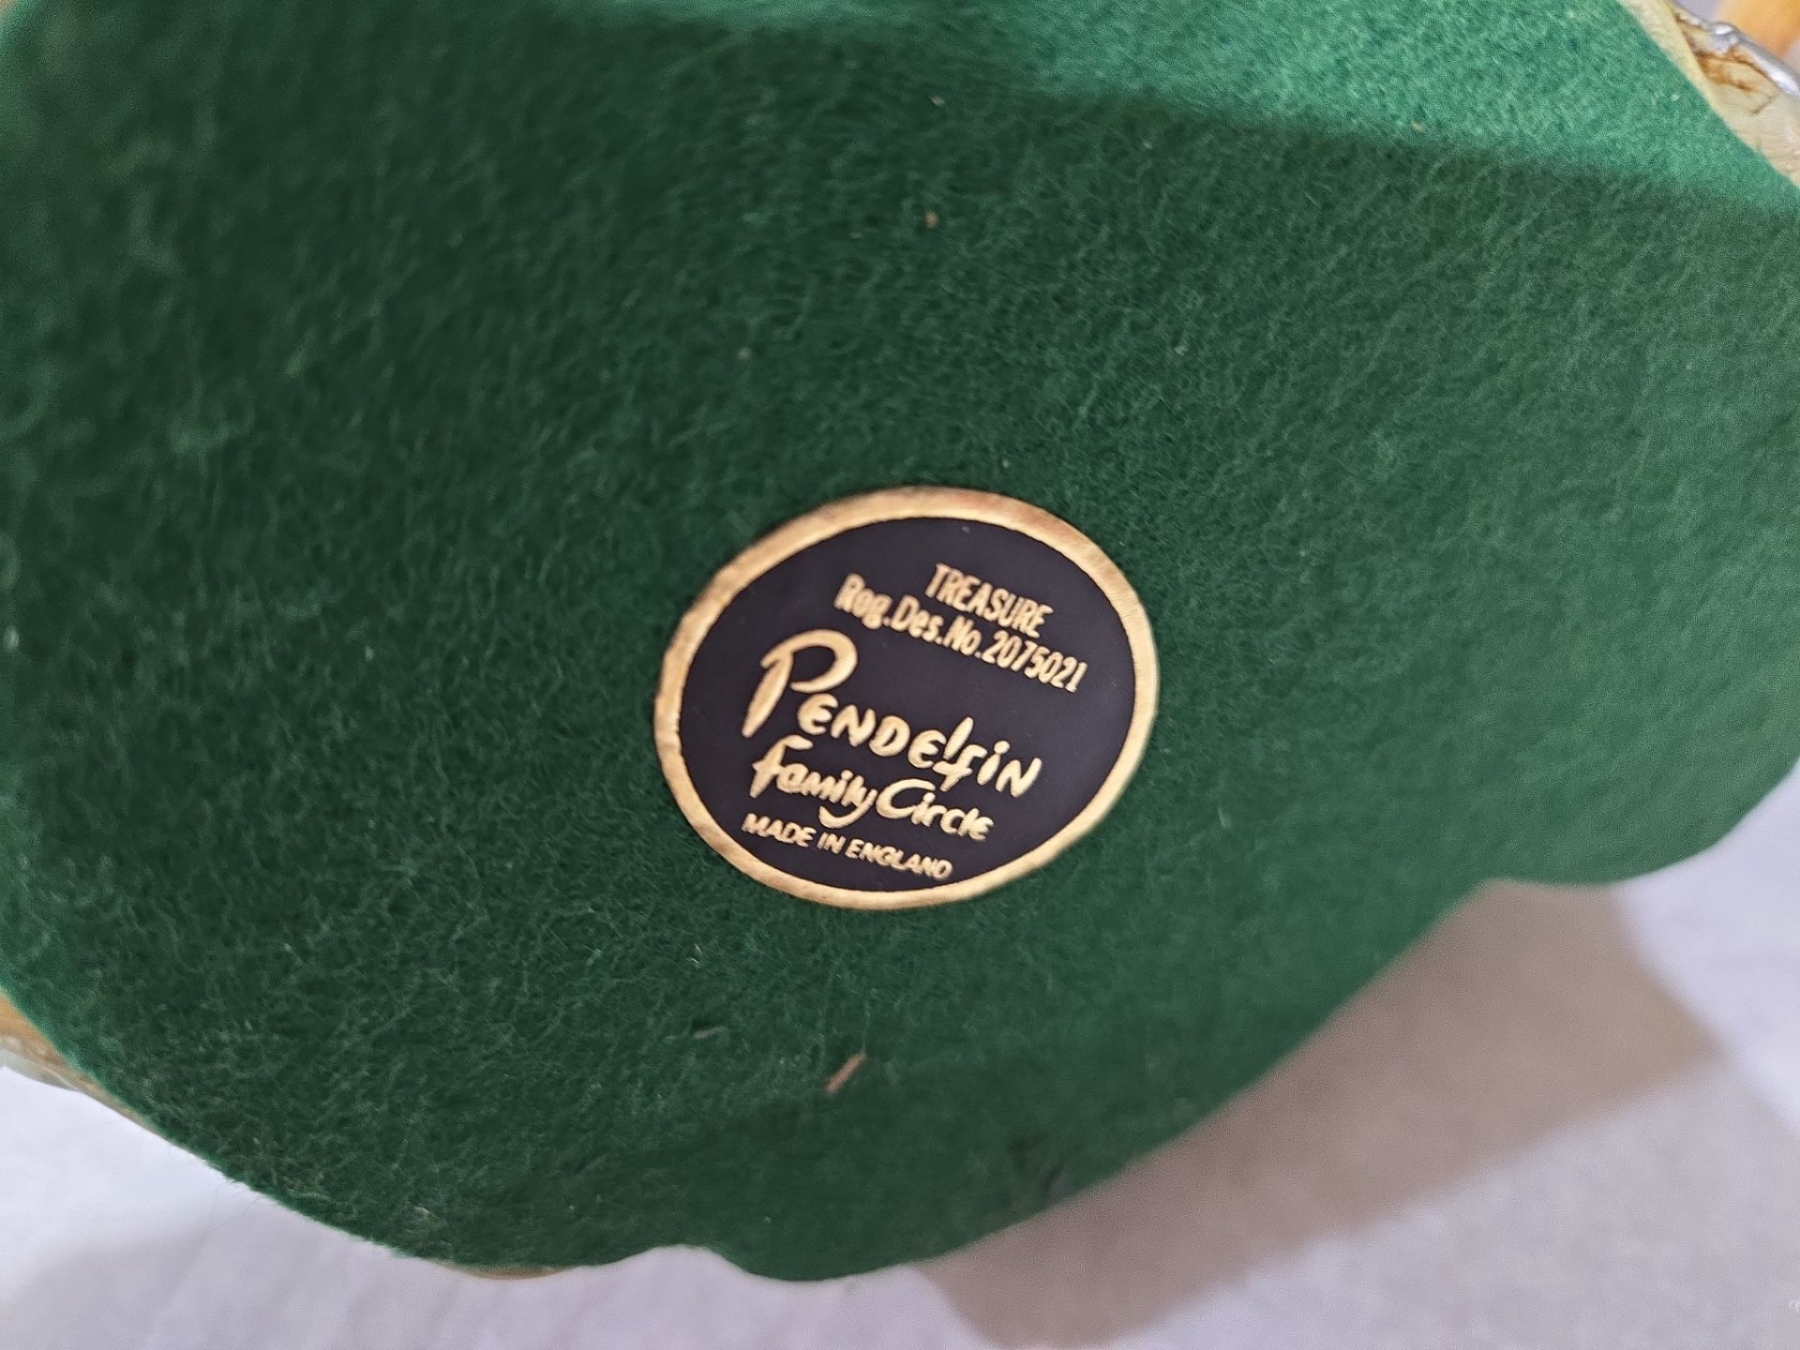 TREASURE
Reg.Des.No.2075021
PENDELFIN
Family Circle
MADE IN ENGLAND